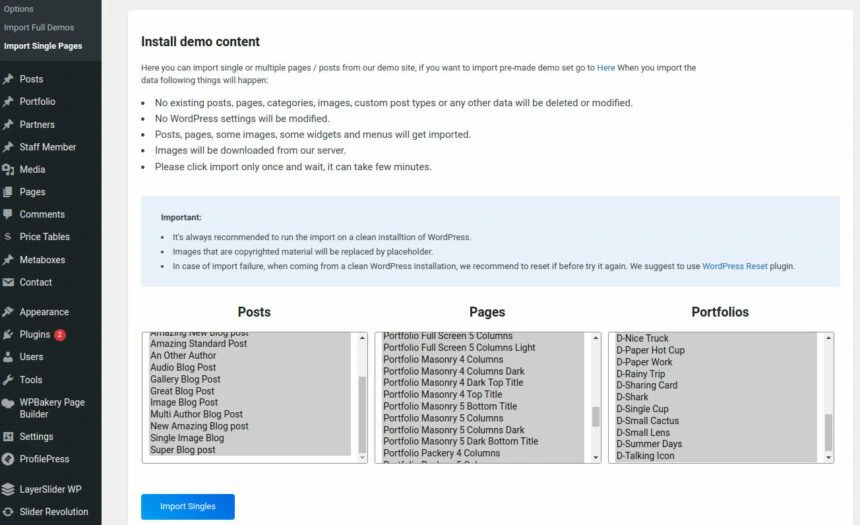 Options
Import Full Demos
Import Single Pages
Posts
Portfolio
Partners
Staff Member
Media
Pages
Comments
Price Tables
Metaboxes
Contact
Appearance
Plugins 2
Users
Tools
WPBakery Page
Builder
Settings
ProfilePress
LayerSlider WP
Slider Revolution
Install demo content
Here you can import single or multiple pages / posts from our demo site, if you want to import pre-made demo set go to Here When you import the
data following things will happen:
• No existing posts, pages, categories, images, custom post types or any other data will be deleted or modified.
• No WordPress settings will be modified.
• Posts, pages, some images, some widgets and menus will get imported.
• Images will be downloaded from our server.
• Please click import only once and wait, it can take few minutes.
Important:
• It's always recommended to run the import on a clean installtion of WordPress.
• Images that are copyrighted material will be replaced by placeholder.
• In case of import failure, when coming from a clean WordPress installation, we recommend to reset if before try it again. We suggest to use WordPress Reset plugin.
Posts
Amazing New Blog post
Amazing Standard Post
An Other Author
Audio Blog Post
Gallery Blog Post
Great Blog Post
Image Blog Post
Multi Author Blog Post
New Amazing Blog Post
Single Image Blog
Super Blog post
Pages
Portfolio Full Screen 5 Columns
Portfolio Full Screen 5 Columns Light
Portfolio Masonry 4 Columns
Portfolio Masonry 4 Columns Dark
Portfolio Masonry 4 Dark Top Title
Portfolio Masonry 4 Top Title
Portfolio Masonry 5 Bottom Title
Portfolio Masonry 5 Columns
Portfolio Masonry 5 Columns Dark
Portfolio Masonry 5 Dark Bottom Title
Portfolio Packery 4 Columns
Portfolio Packery 5 Columns
Portfolios
D-Nice Truck
D-Paper Hot Cup
D-Paper Work
D-Rainy Trip
D-Sharing Card
D-Shark
D-Single Cup
D-Small Cactus
D-Small Lens
D-Summer Days
D-Talking Icon
Import Singles